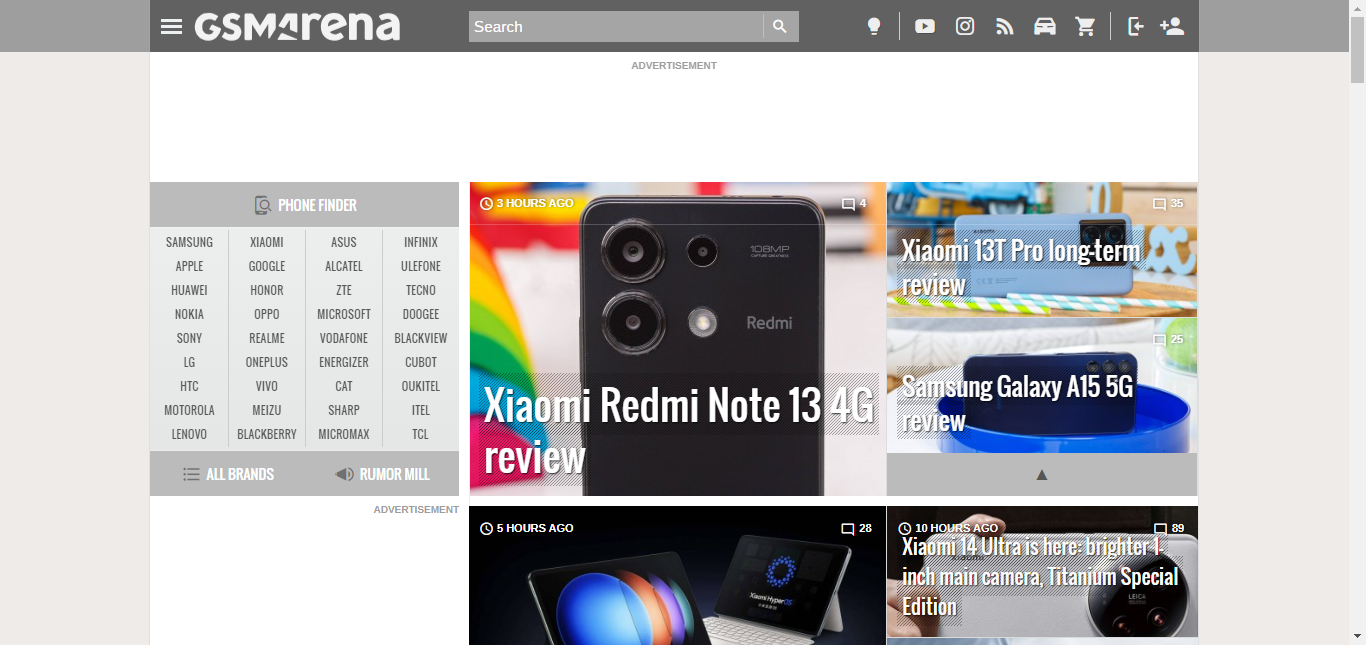 GSMArena
Search
ADVERTISEMENT
PHONE FINDER
SAMSUNG XIAOMI ASUS INFINIX
APPLE GOOGLE ALCATEL ULEFONE
HUAWEI HONOR ZTE TECNO
NOKIA OPPO MICROSOFT DOOGEE
SONY REALME VODAFONE BLACKVIEW
LG ONEPLUS ENERGIZER CUBOT
HTC VIVO CAT OUKITEL
MOTOROLA MEIZU SHARP ITEL
LENOVO BLACKBERRY MICROMAX TCL
ALL BRANDS RUMOR MILL
ADVERTISEMENT
3 HOURS AGO 4
108MP
CAMERA GREATNESS
Redmi
Xiaomi Redmi Note 13 4G
review
35
Xiaomi 13T Pro long-term
review
25
Samsung Galaxy A15 5G
review
▲
5 HOURS AGO 28
Xiaomi HyperOS
10 HOURS AGO 89
Xiaomi 14 Ultra is here: brighter 1-
inch main camera, Titanium Special
Edition
LEICA